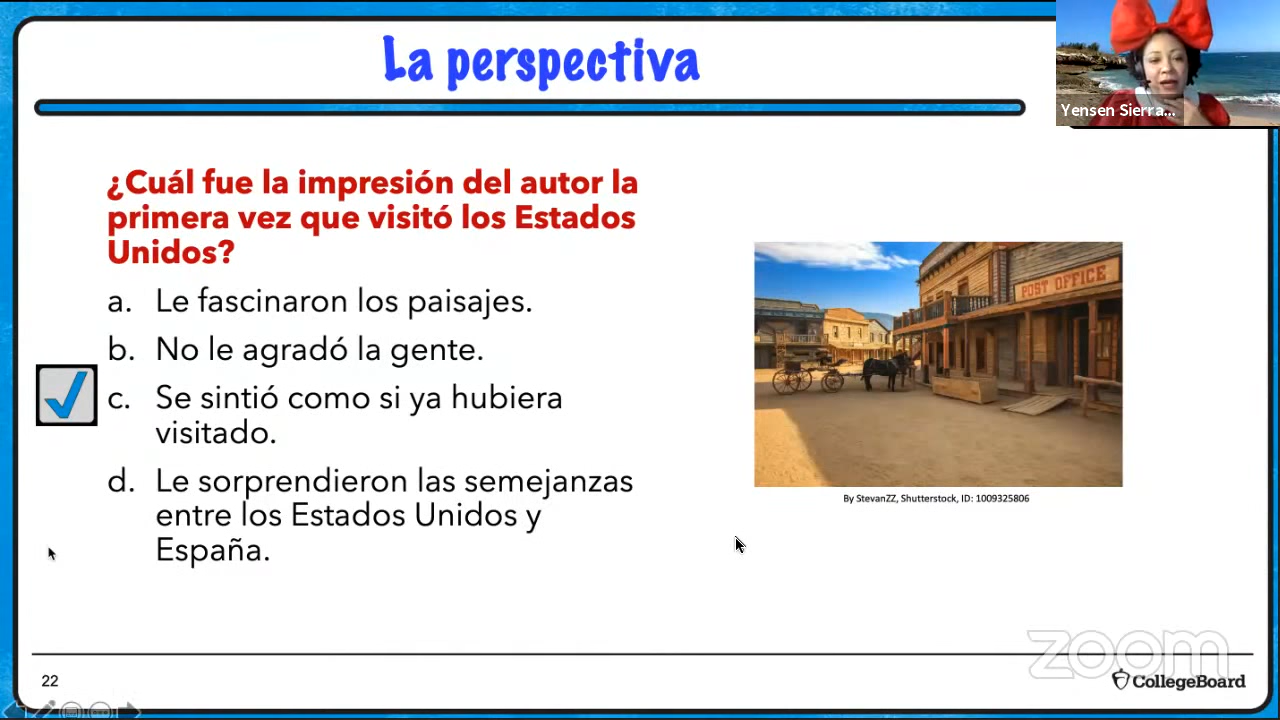 La perspectiva
Yensen Sierra...
¿Cuál fue la impresión del autor la
primera vez que visitó los Estados
Unidos?
a. Le fascinaron los paisajes.
b. No le agradó la gente.
c. Se sintió como si ya hubiera
visitado.
d. Le sorprendieron las semejanzas
entre los Estados Unidos y
España.
POST OFFICE
By StevanZZ, Shutterstock, ID: 1009325806
zoom
22
CollegeBoard